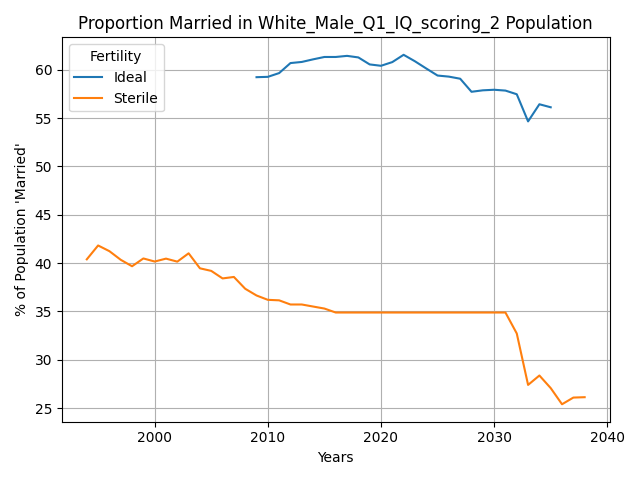 Proportion Married in White_Male_Q1_IQ_scoring_2 Population
Fertility
Ideal
Sterile
60
55
50
45
40
35
30
25
% of Population 'Married'
2000
2010
2020
2030
2040
Years